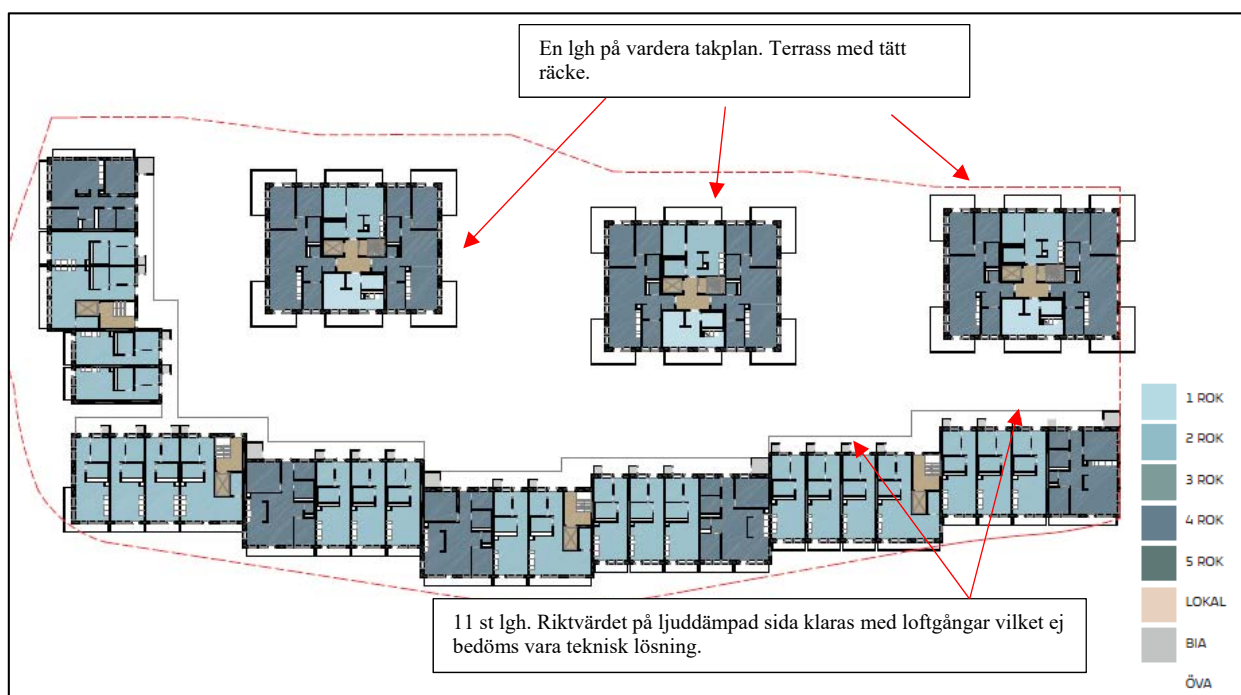 En lgh på vardera takplan. Terrass med tätt
räcke.
1 ROK
2 ROK
3 ROK
4 ROK
5 ROK
LOKAL
BIA
ÖVA
11 st lgh. Riktvärdet på ljuddämpad sida klaras med loftgångar vilket ej
bedöms vara teknisk lösning.